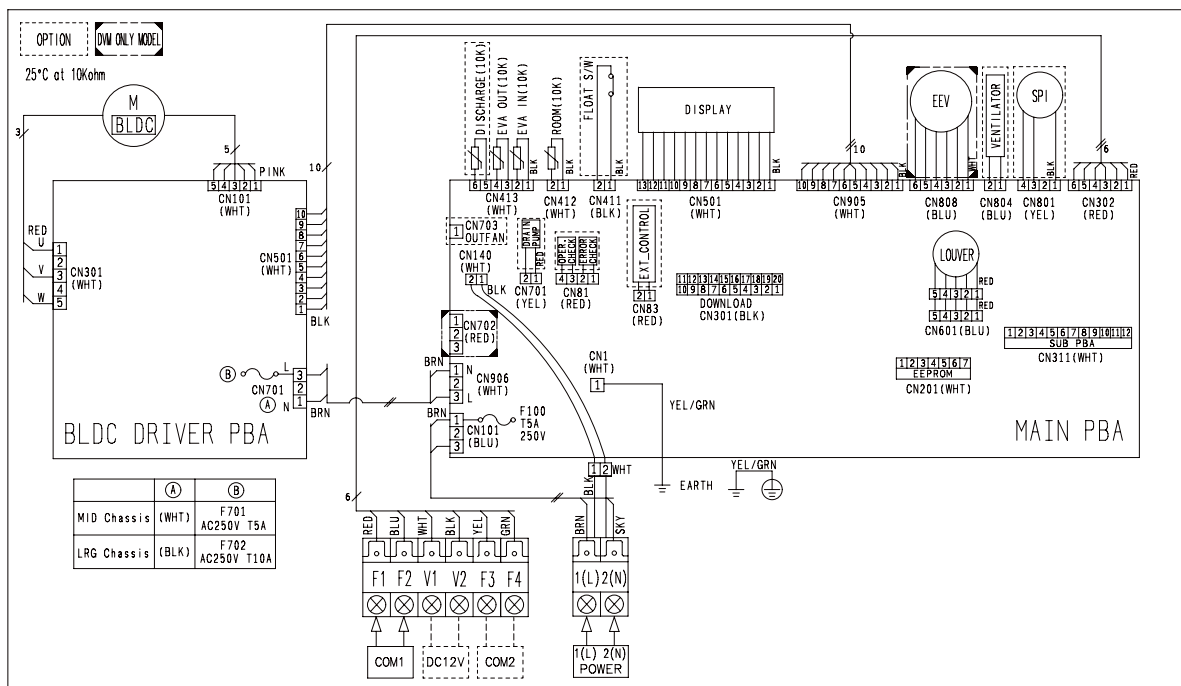 OPTION
DVM ONLY MODEL
25°C at 10Kohm
M
BLDC
3
5
PINK
5 4 3 2 1
CN101
(WHT)
10
RED
U
V
W
1
2
3
4
5
CN301
(WHT)
10
9
8
7
6
5
4
3
2
1
CN501
(WHT)
BLK
B
L
3
2
1
CN701
A
N
BRN
BLDC DRIVER PBA
DISCHARGE(10K)
EVA OUT(10K)
EVA IN(10K)
BLK
6 5 4 3 2 1
CN413
(WHT)
ROOM(10K)
BLK
2 1
CN412
(WHT)
FLOAT S/W
BLK
2 1
CN411
(BLK)
DISPLAY
BLK
13 12 11 10 9 8 7 6 5 4 3 2 1
CN501
(WHT)
10
BLK
10 9 8 7 6 5 4 3 2 1
CN905
(WHT)
EEV
WHT
6 5 4 3 2 1
CN808
(BLU)
VENTILATOR
2 1
CN804
(BLU)
SPI
BLK
4 3 2 1
CN801
(YEL)
6
RED
6 5 4 3 2 1
CN302
(RED)
1
CN703
OUTFAN
CN140
(WHT)
2 1
BLK
DRAIN
PUMP
RED
2 1
CN701
(YEL)
OPER.
CHECK
ERROR
CHECK
4 3 2 1
CN81
(RED)
EXT_CONTROL
2 1
CN83
(RED)
11 12 13 14 15 16 17 18 19 20
10 9 8 7 6 5 4 3 2 1
DOWNLOAD
CN301(BLK)
LOUVER
RED
5 4 3 2 1
RED
5 4 3 2 1
CN601(BLU)
1 2 3 4 5 6 7 8 9 10 11 12
SUB PBA
CN311(WHT)
1 2 3 4 5 6 7
EEPROM
CN201(WHT)
1
2
3
CN702
(RED)
BRN
1
2
3
N
L
CN906
(WHT)
BRN
1
2
3
CN101
(BLU)
F100
T5A
250V
CN1
(WHT)
1
YEL/GRN
EARTH
YEL/GRN
MAIN PBA
1 2
WHT
BLK
A B
MID Chassis (WHT) F701
AC250V T5A
LRG Chassis (BLK) F702
AC250V T10A
6
RED BLU WHT BLK YEL GRN
F1 F2 V1 V2 F3 F4
COM1 DC12V COM2
BRN SKY
1(L) 2(N)
1(L) 2(N)
POWER